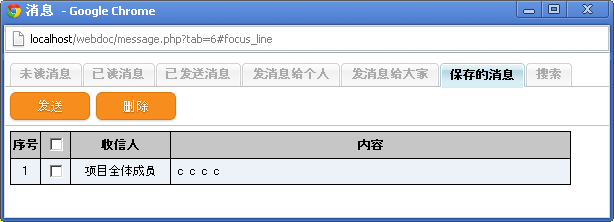 消息 - Google Chrome
localhost/webdoc/message.php?tab=6#focus_line
未读消息 已读消息 已发送消息 发消息给个人 发消息给大家 保存的消息 搜索
发送 删除
序号 收信人 内容
1 项目全体成员 c c c c